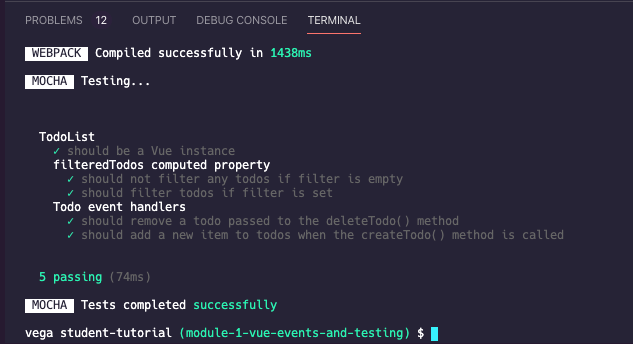 PROBLEMS 12 OUTPUT DEBUG CONSOLE TERMINAL
WEBPACK Compiled successfully in 1438ms
MOCHA Testing...
TodoList
✓ should be a Vue instance
filteredTodos computed property
✓ should not filter any todos if filter is empty
✓ should filter todos if filter is set
Todo event handlers
✓ should remove a todo passed to the deleteTodo() method
✓ should add a new item to todos when the createTodo() method is called
5 passing (74ms)
MOCHA Tests completed successfully
vega student-tutorial (module-1-vue-events-and-testing) $